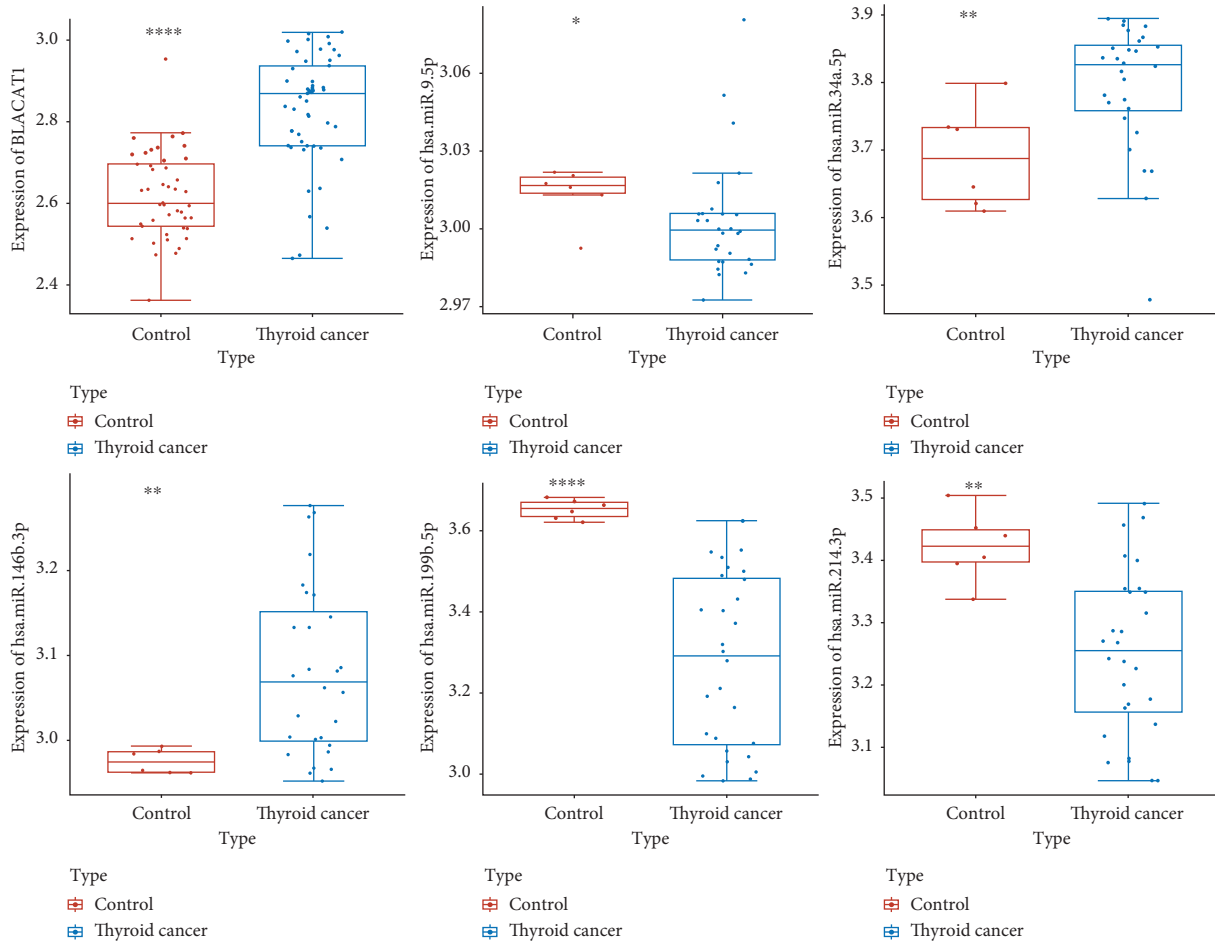 Expression of BLACAT1
3.0
2.8
2.6
2.4
****
Control
Thyroid cancer
Type
Type
Control
Thyroid cancer
Expression of hsa.miR.9.5p
3.06
3.03
3.00
2.97
*
Control
Thyroid cancer
Type
Type
Control
Thyroid cancer
Expression of hsa.miR.34a.5p
3.9
3.8
3.7
3.6
3.5
**
Control
Thyroid cancer
Type
Type
Control
Thyroid cancer
Expression of hsa.miR.146b.3p
3.2
3.1
3.0
**
Control
Thyroid cancer
Type
Type
Control
Thyroid cancer
Expression of hsa.miR.199b.5p
3.6
3.4
3.2
3.0
****
Control
Thyroid cancer
Type
Type
Control
Thyroid cancer
Expression of hsa.miR.214.3p
3.5
3.4
3.3
3.2
3.1
**
Control
Thyroid cancer
Type
Type
Control
Thyroid cancer